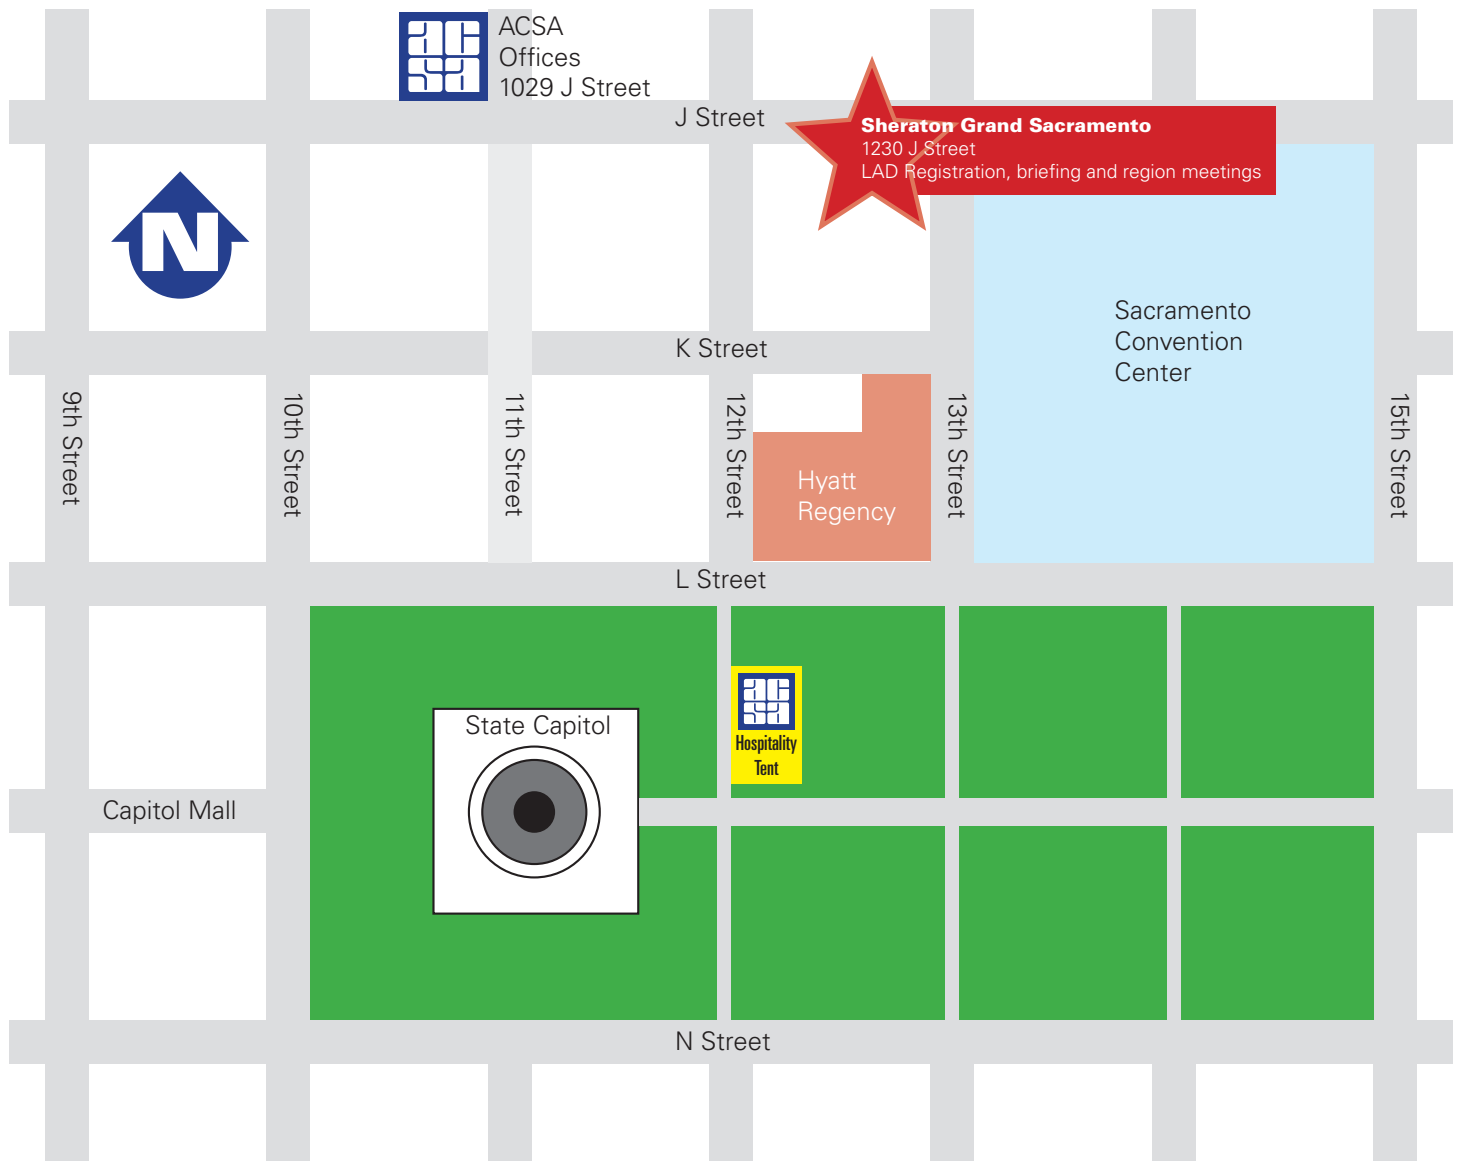 ACSA
Offices
1029 J Street
J Street
Sheraton Grand Sacramento
1230 J Street
LAD Registration, briefing and region meetings
N
Sacramento
Convention
Center
K Street
9th Street
10th Street
11th Street
12th Street
13th Street
15th Street
Hyatt
Regency
L Street
State Capitol
Hospitality
Tent
Capitol Mall
N Street